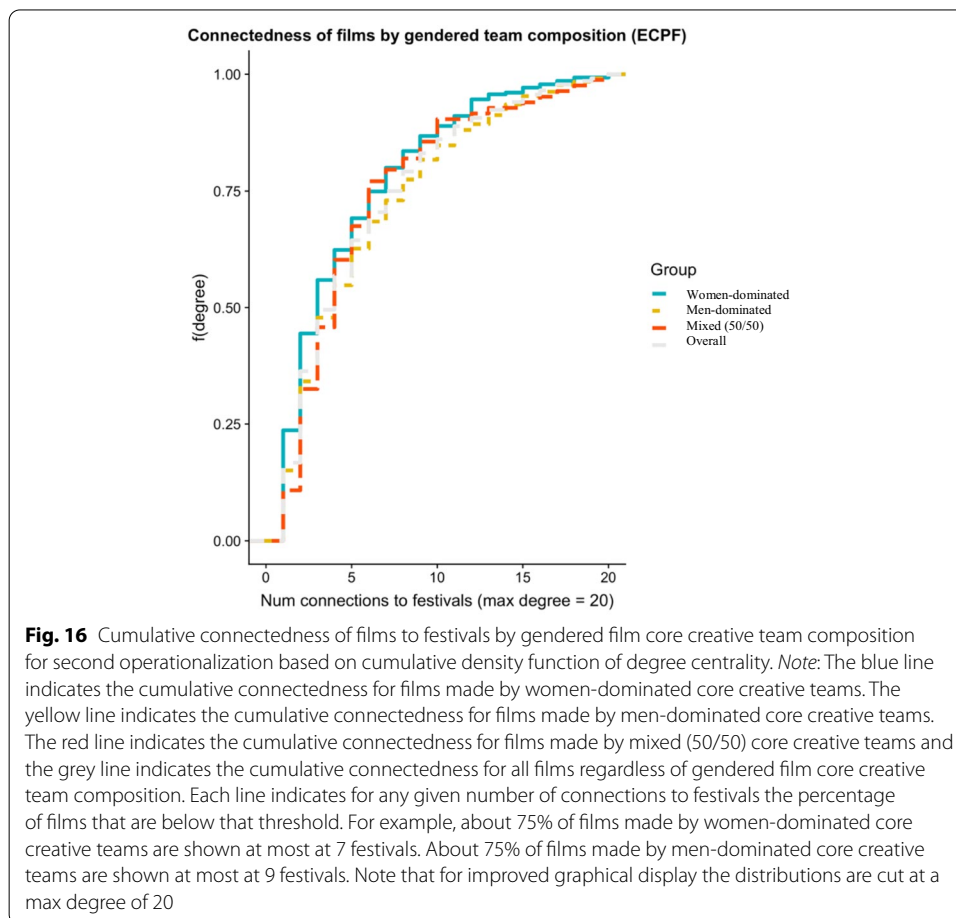 Connectedness of films by gendered team composition (ECPF)
1.00
0.75
0.50
0.25
0.00
f(degree)
0 5 10 15 20
Num connections to festivals (max degree = 20)
Group
Women-dominated
Men-dominated
Mixed (50/50)
Overall
Fig. 16 Cumulative connectedness of films to festivals by gendered film core creative team composition
for second operationalization based on cumulative density function of degree centrality. Note: The blue line
indicates the cumulative connectedness for films made by women-dominated core creative teams. The
yellow line indicates the cumulative connectedness for films made by men-dominated core creative teams.
The red line indicates the cumulative connectedness for films made by mixed (50/50) core creative teams and
the grey line indicates the cumulative connectedness for all films regardless of gendered film core creative
team composition. Each line indicates for any given number of connections to festivals the percentage
of films that are below that threshold. For example, about 75% of films made by women-dominated core
creative teams are shown at most at 7 festivals. About 75% of films made by men-dominated core creative
teams are shown at most at 9 festivals. Note that for improved graphical display the distributions are cut at a
max degree of 20